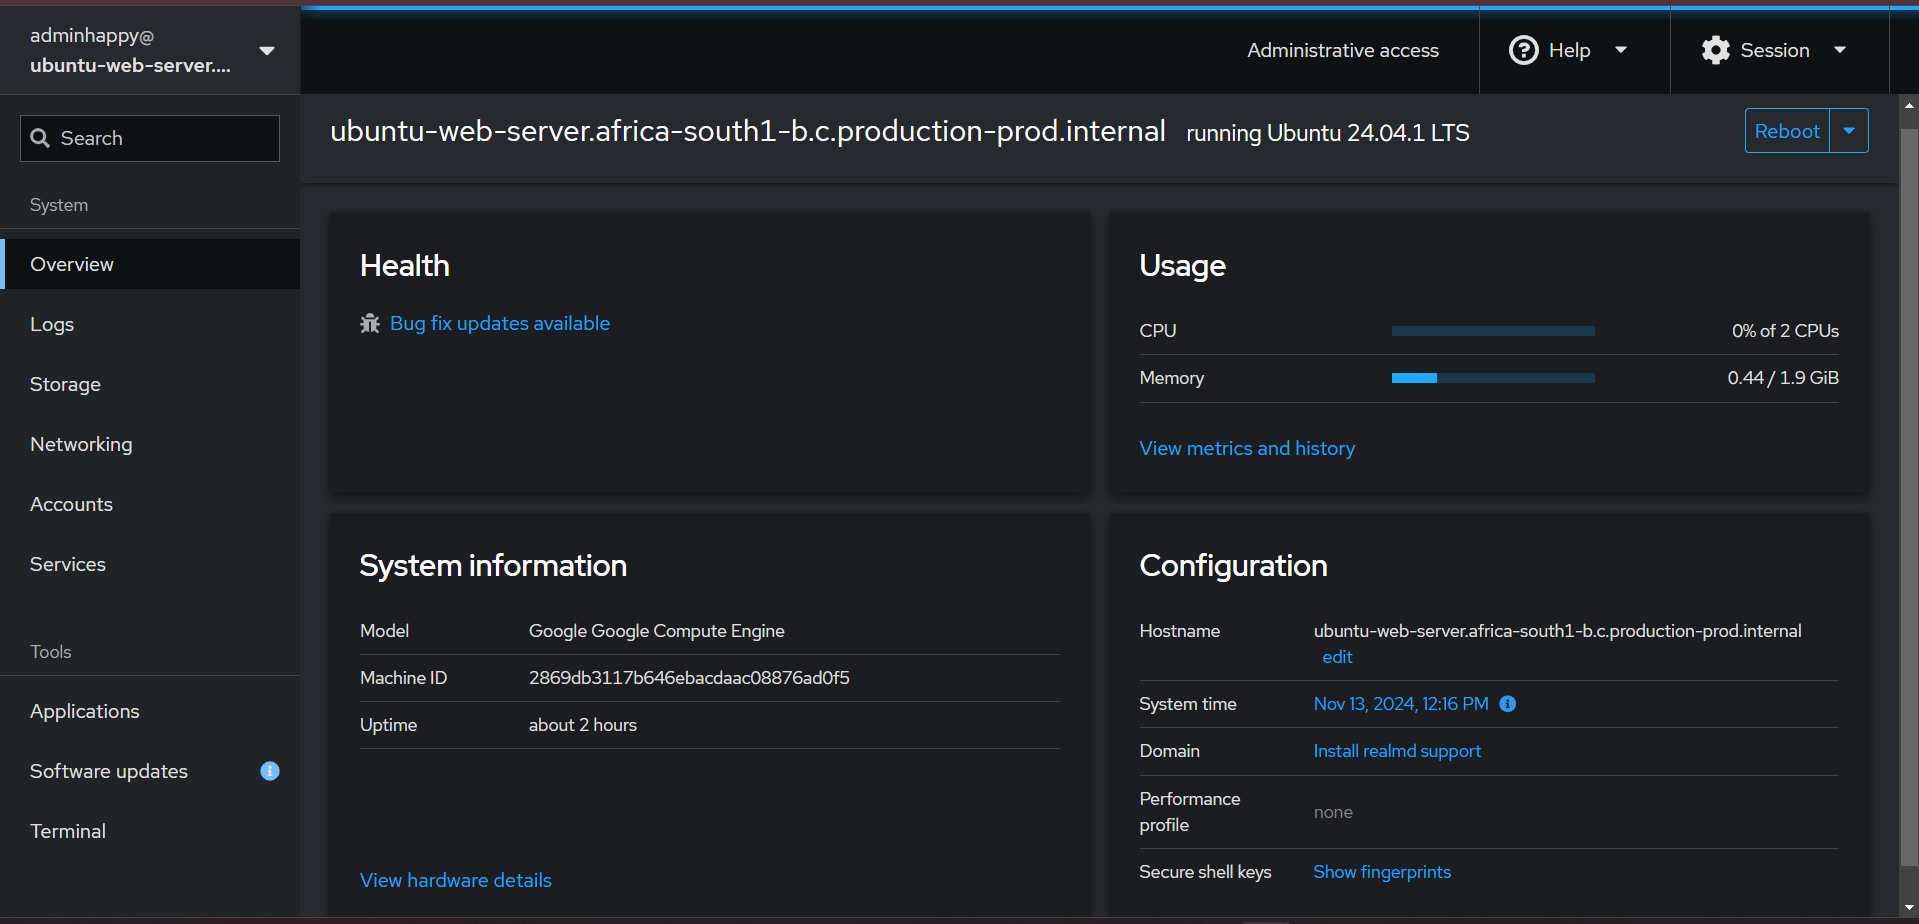 adminhappy@
ubuntu-web-server....
Administrative access
Help
Session
Search
System
Overview
Logs
Storage
Networking
Accounts
Services
Tools
Applications
Software updates
Terminal
ubuntu-web-server.africa-south1-b.c.production-prod.internal running Ubuntu 24.04.1 LTS
Reboot
Health
Bug fix updates available
Usage
CPU 0% of 2 CPUs
Memory 0.44 / 1.9 GiB
View metrics and history
System information
Model Google Google Compute Engine
Machine ID 2869db3117b646ebacdaac08876ad0f5
Uptime about 2 hours
View hardware details
Configuration
Hostname ubuntu-web-server.africa-south1-b.c.production-prod.internal
edit
System time Nov 13, 2024, 12:16 PM
Domain Install realmd support
Performance
profile none
Secure shell keys Show fingerprints